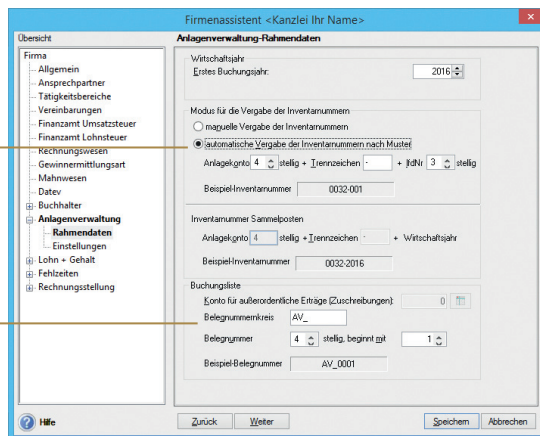 Firmenassistent <Kanzlei Ihr Name>
Übersicht
Firma
Allgemein
Ansprechpartner
Tätigkeitsbereiche
Vereinbarungen
Finanzamt Umsatzsteuer
Finanzamt Lohnsteuer
Rechnungswesen
Gewinnermittlungsart
Mahnwesen
Datev
Buchhalter
Anlagenverwaltung
Rahmendaten
Einstellungen
Lohn + Gehalt
Fehlzeiten
Rechnungsstellung
Anlagenverwaltung-Rahmendaten
Wirtschaftsjahr
Erstes Buchungsjahr: 2016
Modus für die Vergabe der Inventarnummern
manuelle Vergabe der Inventarnummern
automatische Vergabe der Inventarnummern nach Muster
Anlagekonto 4 stellig + Trennzeichen - + lfdNr 3 stellig
Beispiel-Inventarnummer 0032-001
Inventarnummer Sammelposten
Anlagekonto 4 stellig + Trennzeichen - + Wirtschaftsjahr
Beispiel-Inventarnummer 0032-2016
Buchungsliste
Konto für außerordentliche Erträge (Zuschreibungen): 0
Belegnummernkreis AV_
Belegnummer 4 stellig, beginnt mit 1
Beispiel-Belegnummer AV_0001
Hilfe Zurück Weiter Speichern Abbrechen